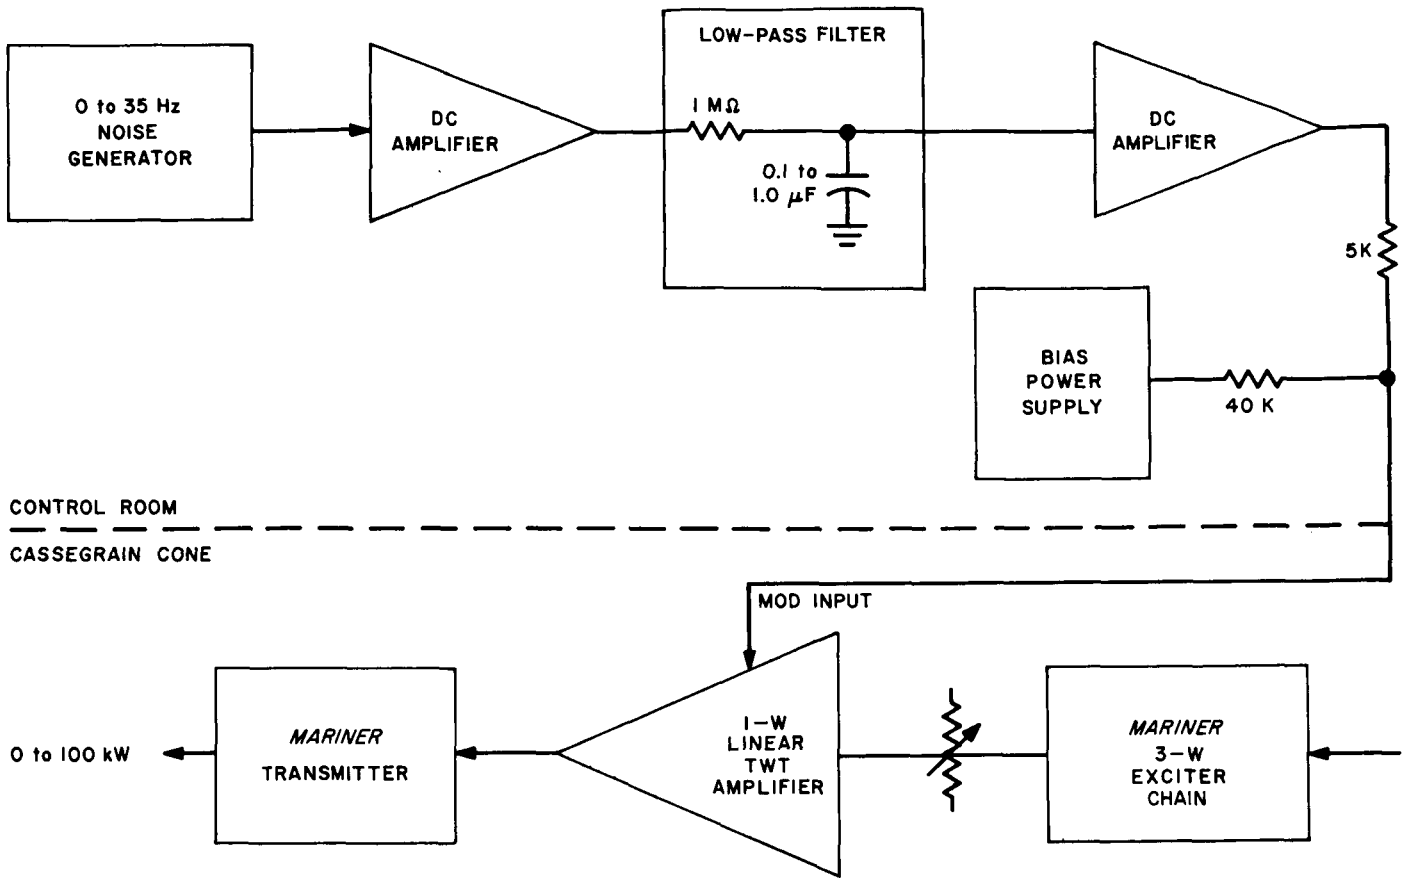 0 to 35 Hz
NOISE
GENERATOR
DC
AMPLIFIER
LOW-PASS FILTER
1 MΩ
0.1 to
1.0 μF
DC
AMPLIFIER
5K
BIAS
POWER
SUPPLY
40 K
CONTROL ROOM
CASSEGRAIN CONE
MOD INPUT
0 to 100 kW
MARINER
TRANSMITTER
1-W
LINEAR
TWT
AMPLIFIER
MARINER
3-W
EXCITER
CHAIN